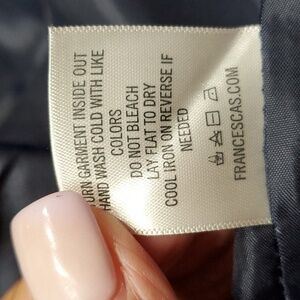 TURN GARMENT INSIDE OUT
HAND WASH COLD WITH LIKE
COLORS
DO NOT BLEACH
LAY FLAT TO DRY
COOL IRON ON REVERSE IF
NEEDED
FRANCESCAS.COM